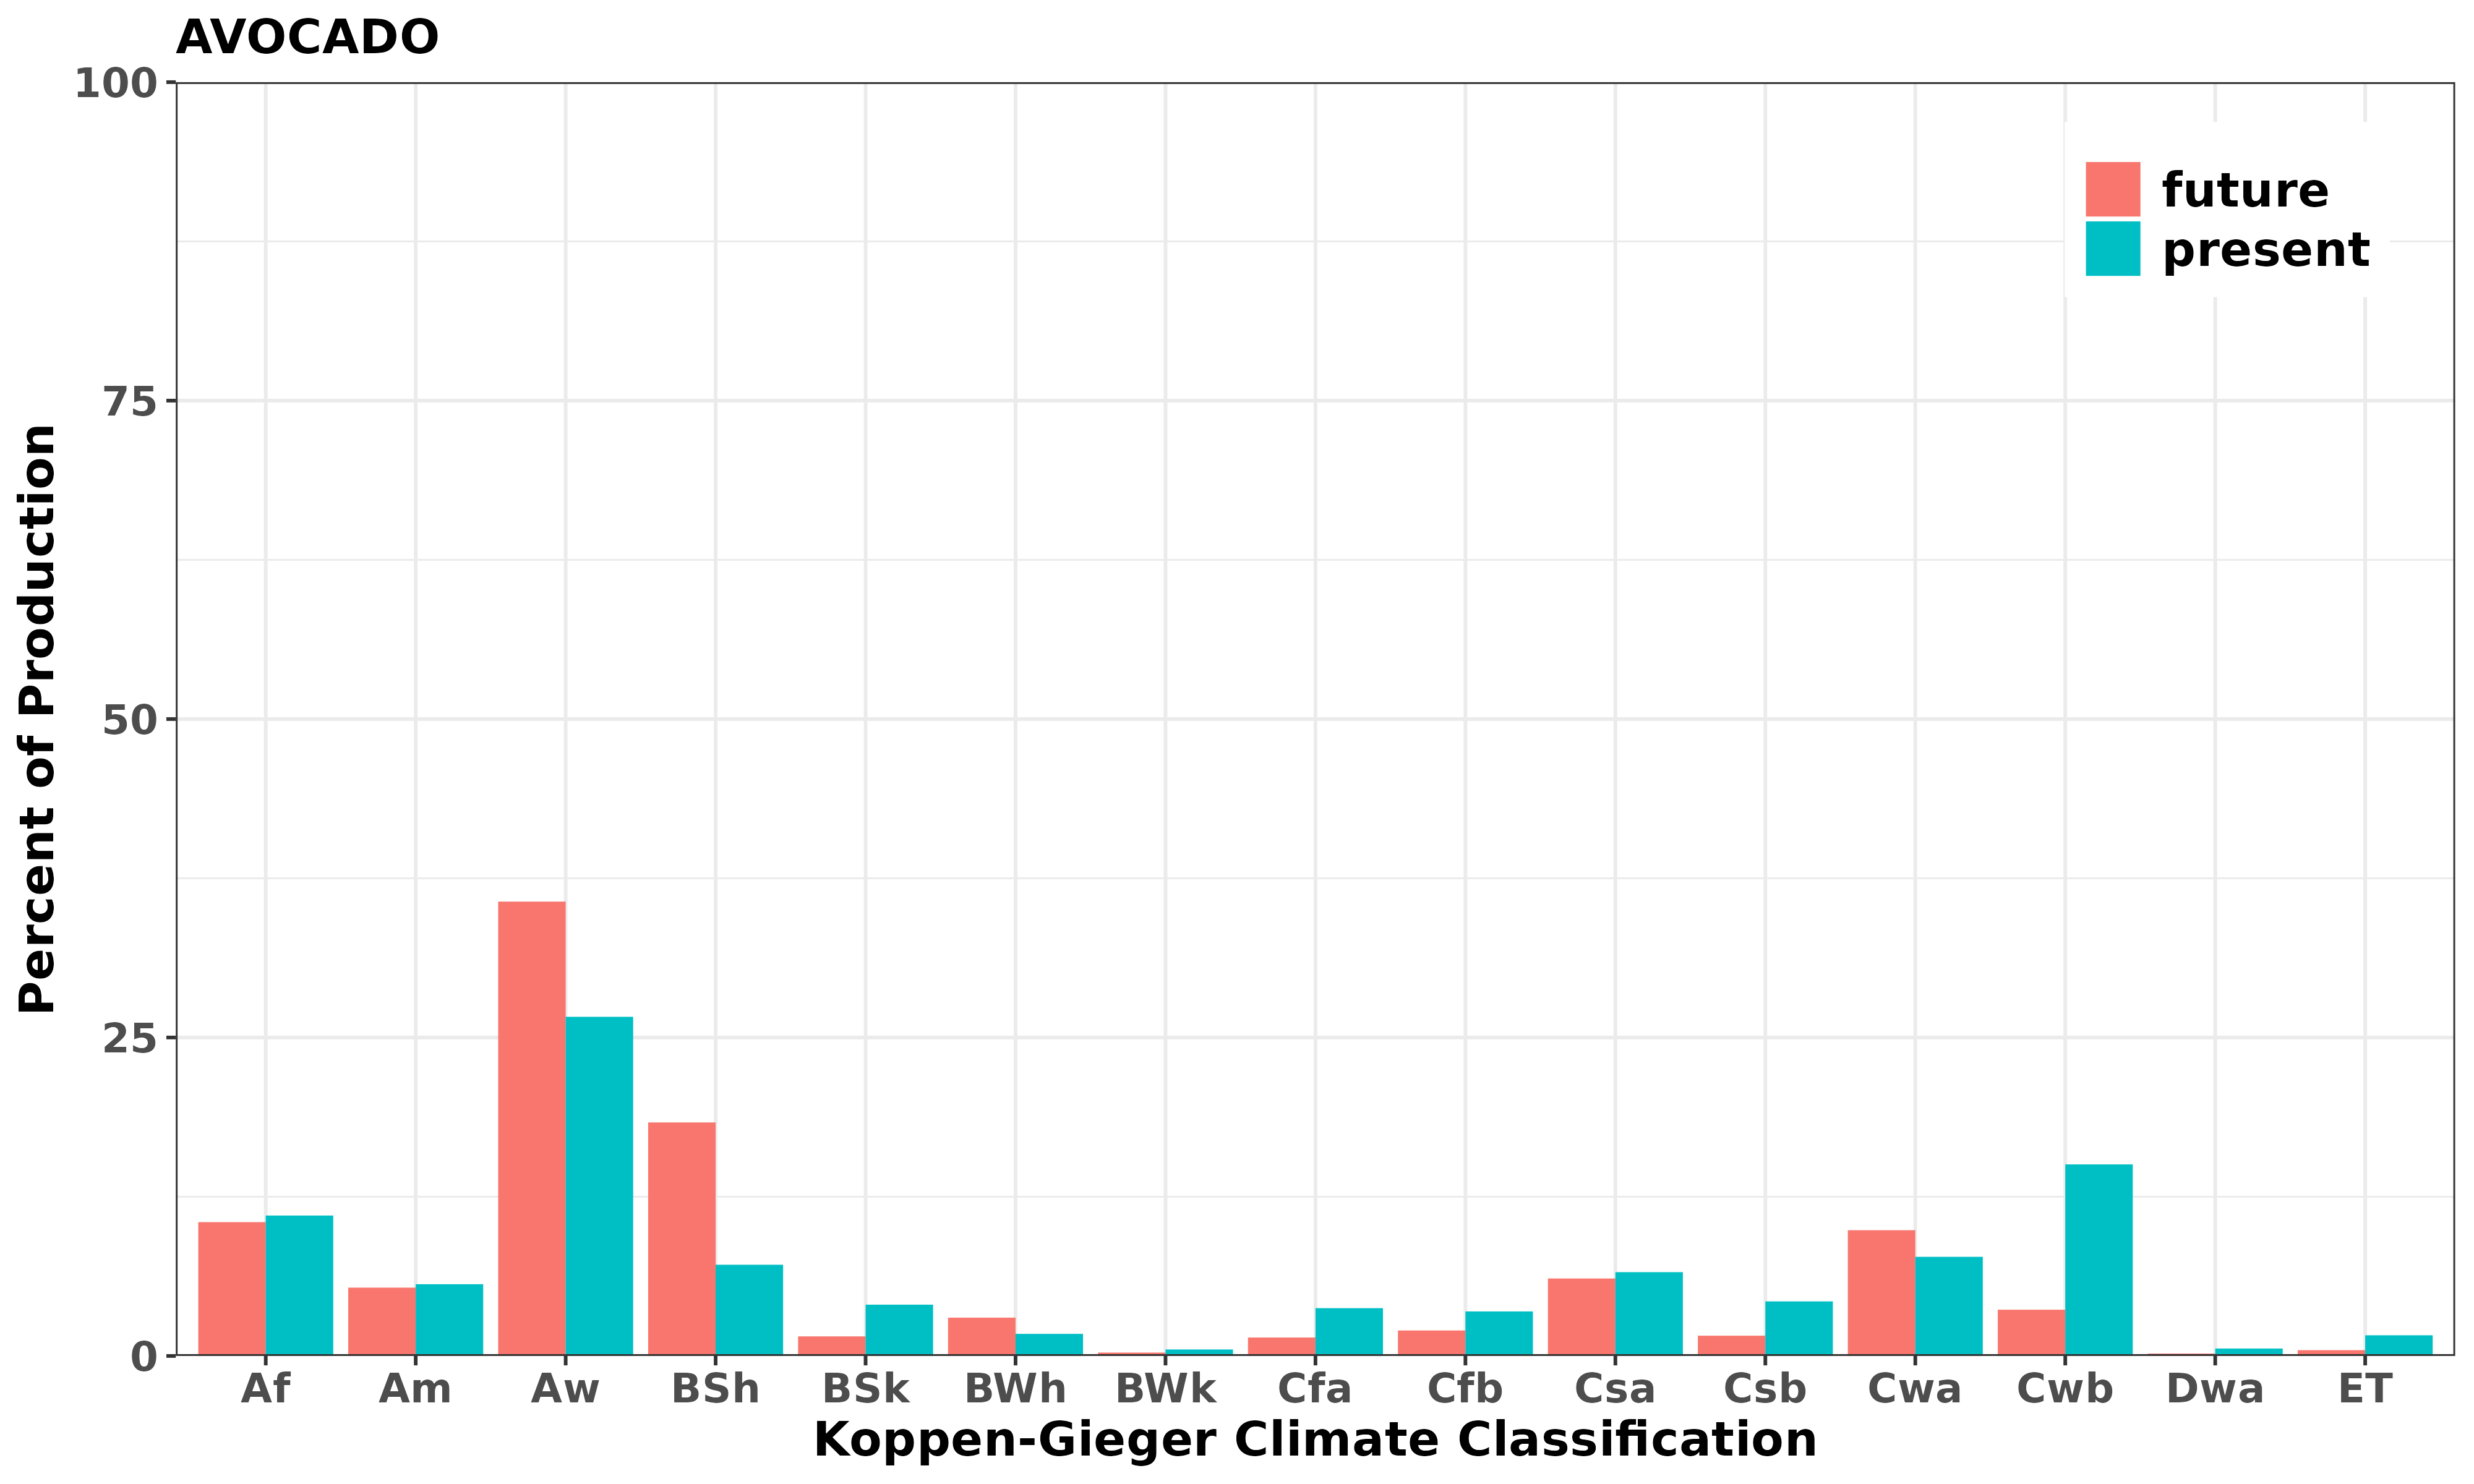 AVOCADO
Percent of Production
100
75
50
25
0
future
present
Af Am Aw BSh BSk BWh BWk Cfa Cfb Csa Csb Cwa Cwb Dwa ET
Koppen-Gieger Climate Classification